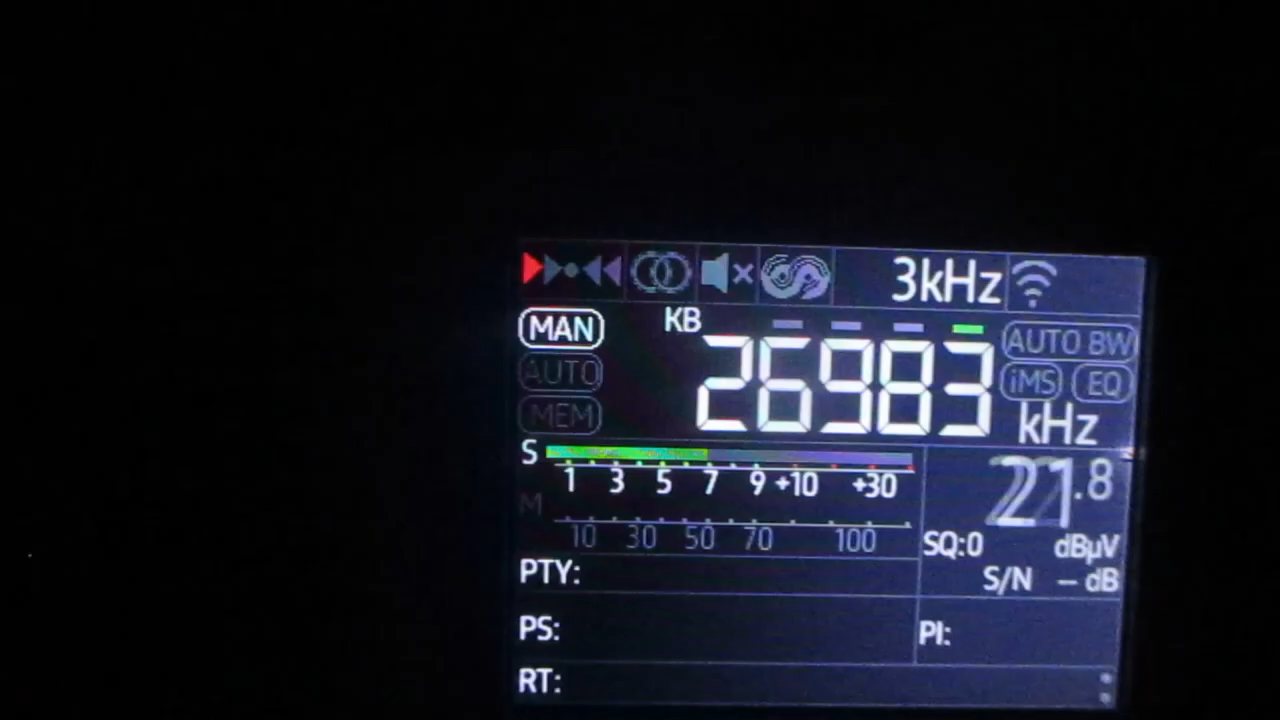 3kHz
MAN KB AUTO BW
26983
AUTO iMS EQ
MEM kHz
S
1 3 5 7 9 +10 +30
M
10 30 50 70 100
21.8
SQ:0 dBµV
S/N – dB
PTY:
PS: PI:
RT: